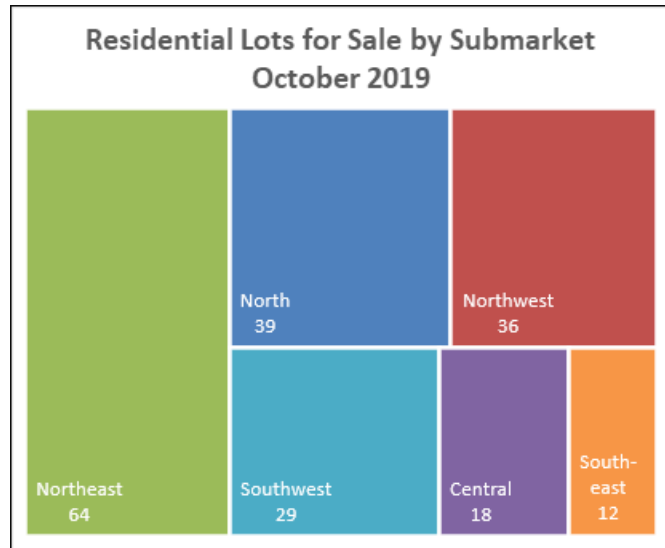 Residential Lots for Sale by Submarket
October 2019
North
39
Northwest
36
Northeast
64
Southwest
29
Central
18
South-
east
12